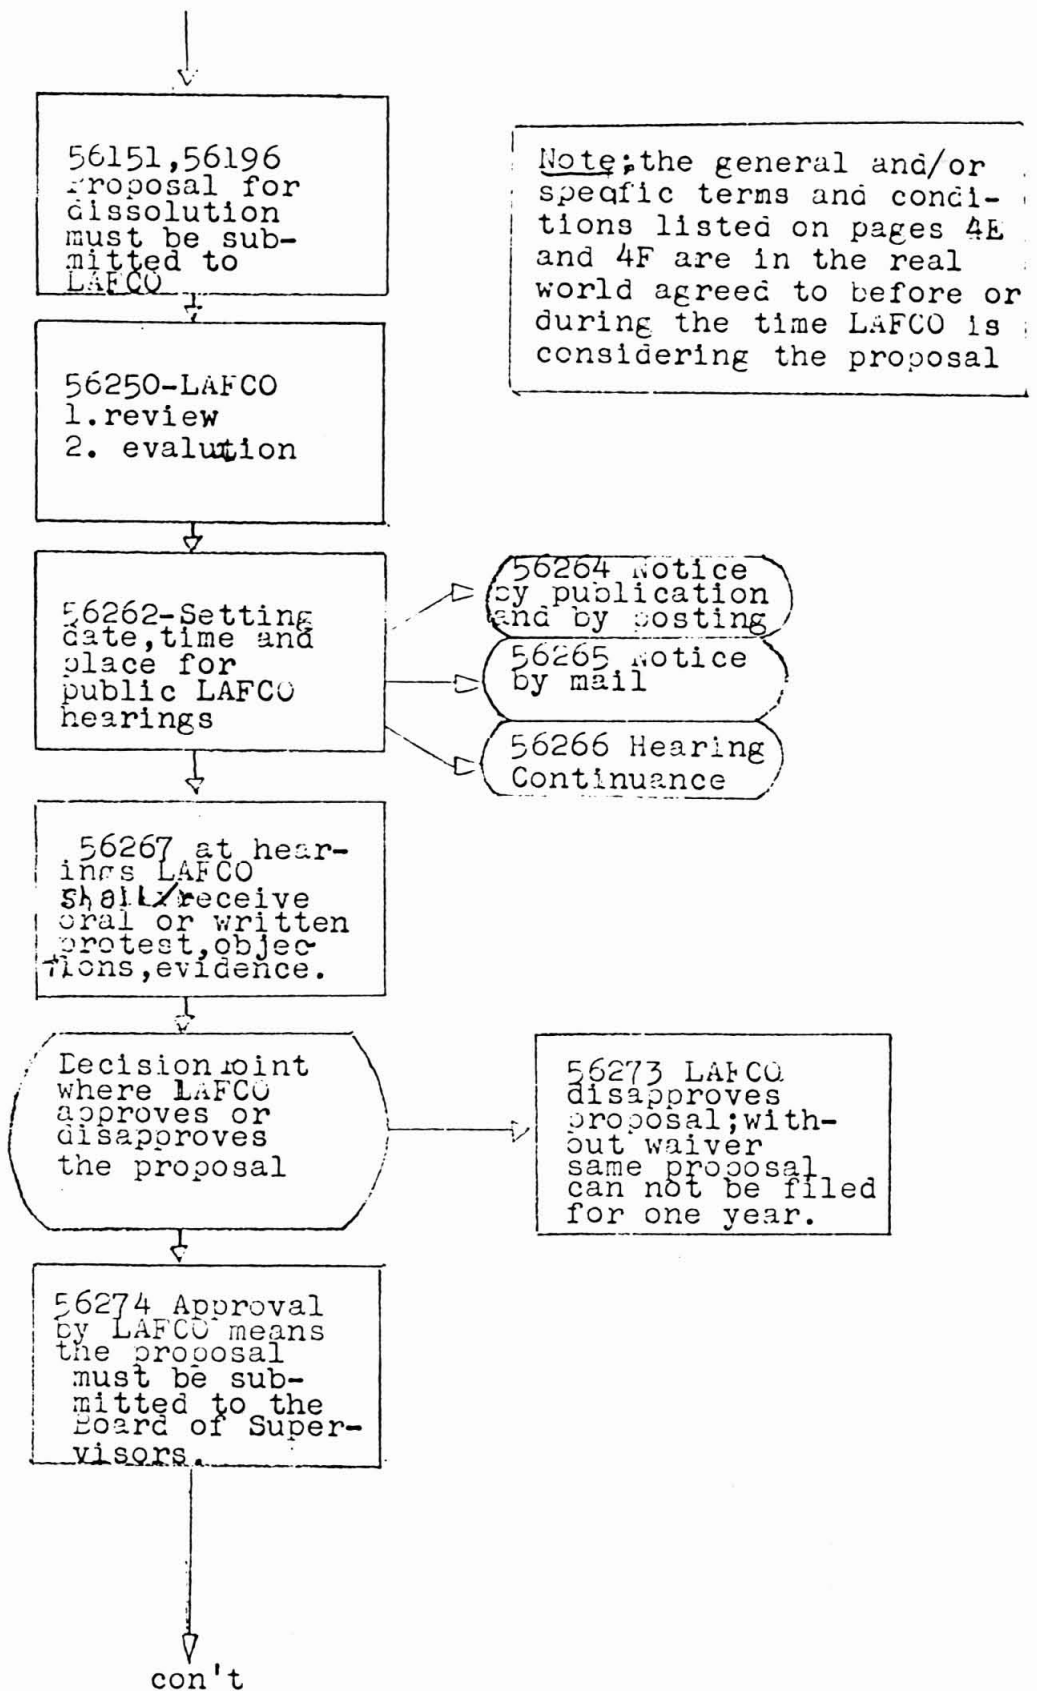 56151,56196
Proposal for
dissolution
must be sub-
mitted to
LAFCO
Note;the general and/or
speqfic terms and condi-
tions listed on pages 4E
and 4F are in the real
world agreed to before or
during the time LAFCO is
considering the proposal
56250-LAFCO
1.review
2. evalution
56262-Setting
date,time and
place for
public LAFCO
hearings
56264 Notice
by publication
and by posting
56265 Notice
by mail
56266 Hearing
Continuance
56267 at hear-
ings LAFCO
shall/receive
oral or written
protest,objec
tions,evidence.
Decision point
where LAFCO
approves or
disapproves
the proposal
56273 LAFCO
disapproves
proposal;with-
out waiver
same proposal
can not be filed
for one year.
56274 Approval
by LAFCO means
the proposal
must be sub-
mitted to the
Board of Super-
visors.
con't